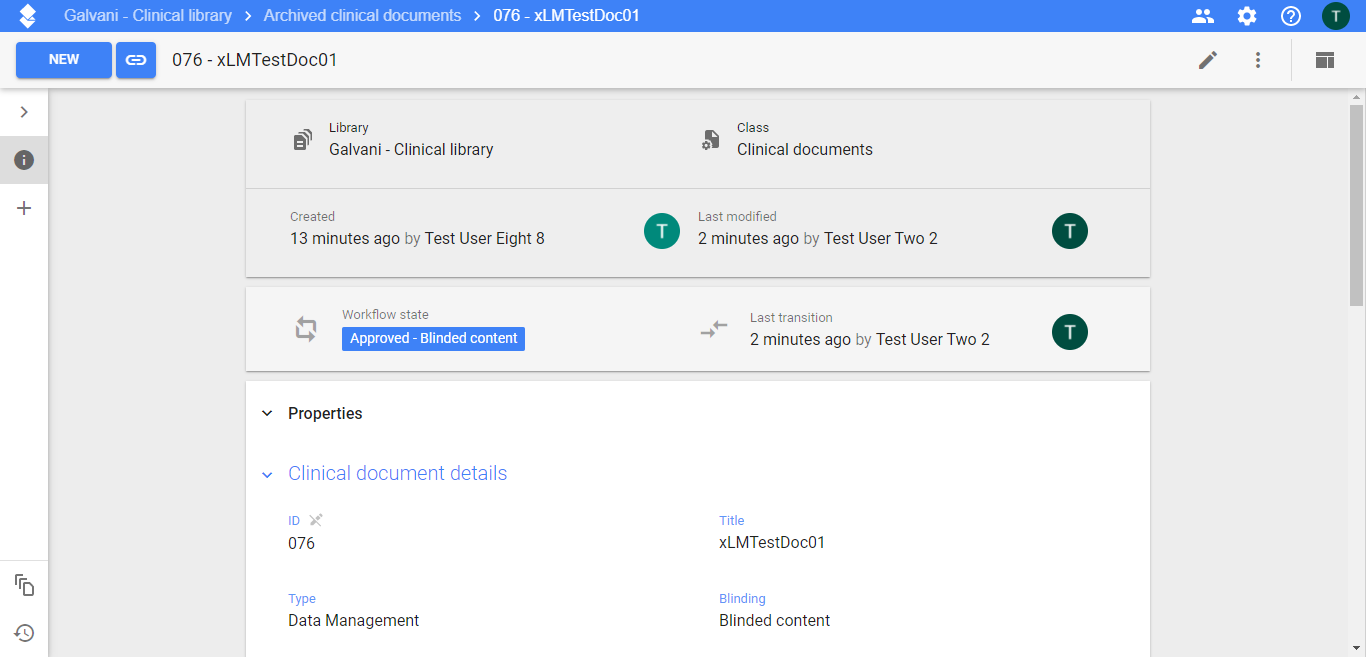 Galvani - Clinical library > Archived clinical documents > 076 - xLMTestDoc01
T
NEW
076 - xLMTestDoc01
Library
Galvani - Clinical library
Class
Clinical documents
Created
13 minutes ago by Test User Eight 8
T
Last modified
2 minutes ago by Test User Two 2
T
Workflow state
Approved - Blinded content
Last transition
2 minutes ago by Test User Two 2
T
Properties
Clinical document details
ID
076
Title
xLMTestDoc01
Type
Data Management
Blinding
Blinded content